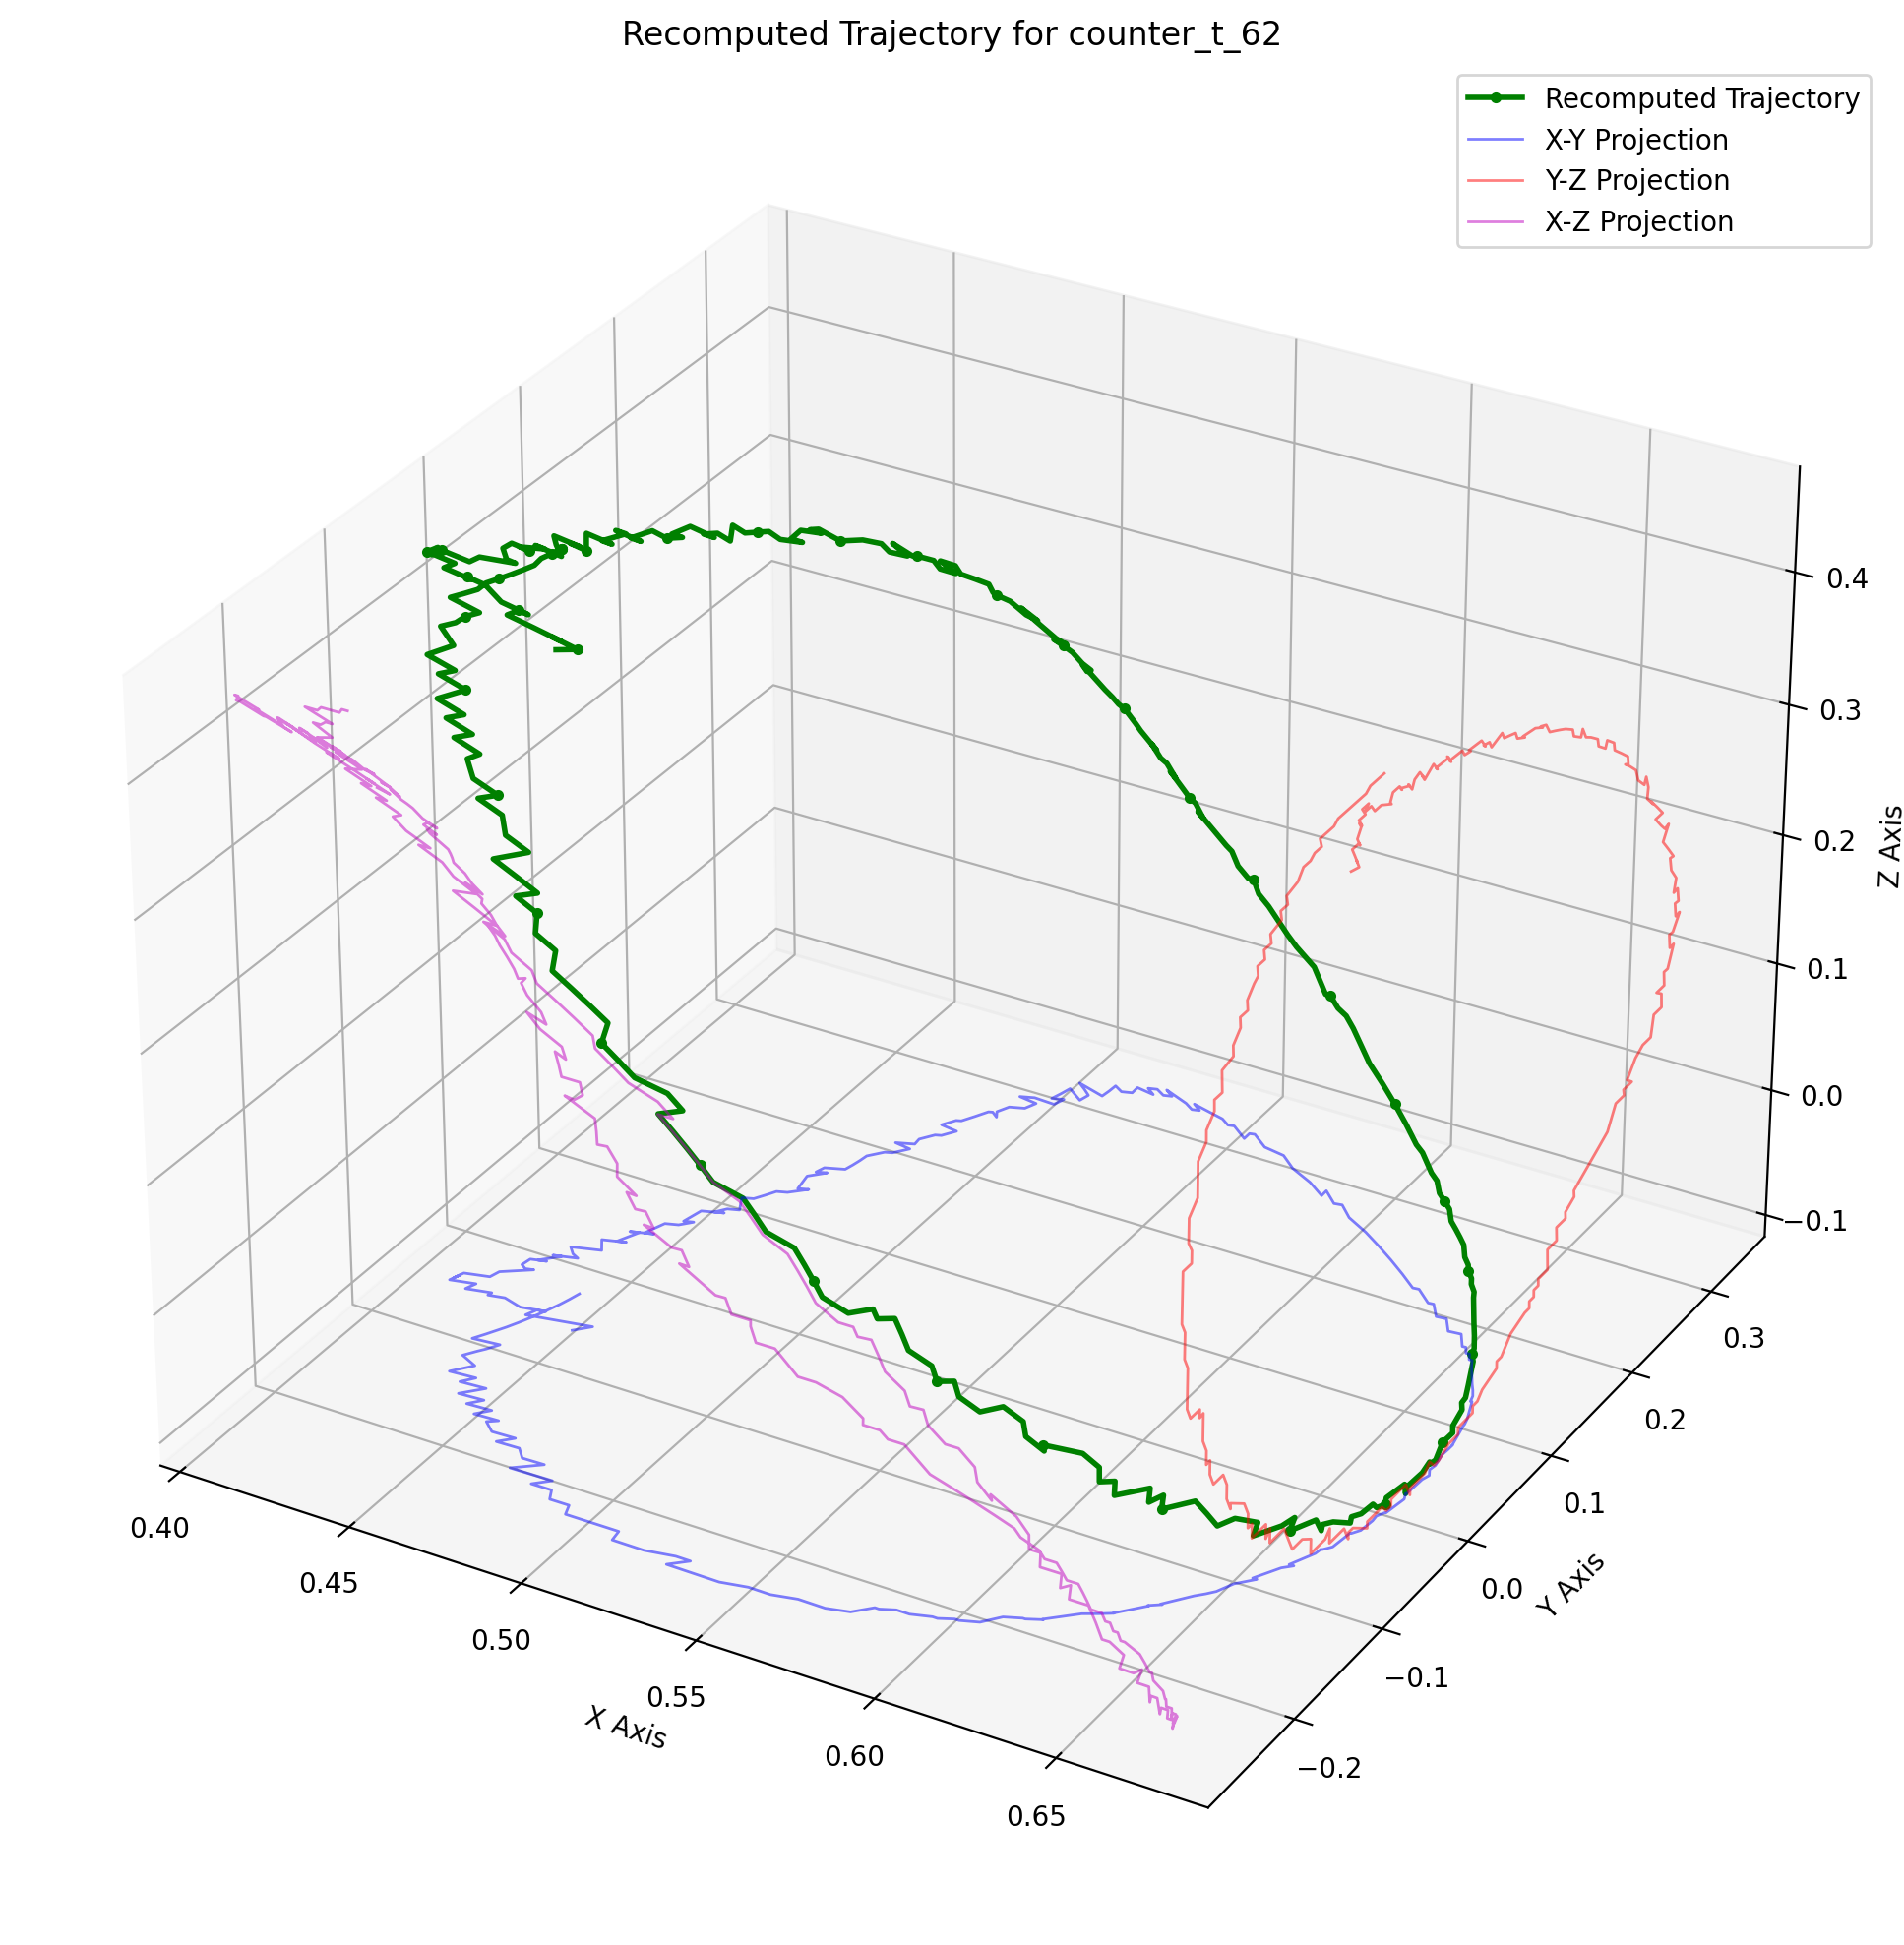 Recomputed Trajectory for counter_t_62
Recomputed Trajectory
X-Y Projection
Y-Z Projection
X-Z Projection
0.4
0.3
0.2
0.1
0.0
−0.1
Z Axis
0.3
0.2
0.1
0.0
−0.1
−0.2
Y Axis
0.40
0.45
0.50
0.55
0.60
0.65
X Axis